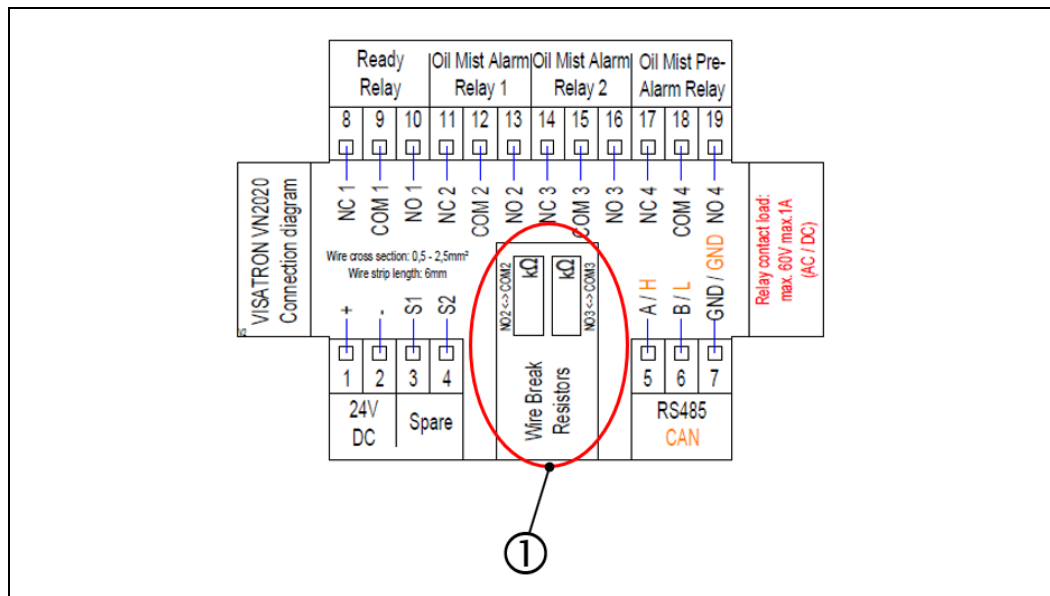 Ready Relay
Oil Mist Alarm Relay 1
Oil Mist Alarm Relay 2
Oil Mist Pre-Alarm Relay
8 9 10 11 12 13 14 15 16 17 18 19
NC 1
COM 1
NO 1
NC 2
COM 2
NO 2
NC 3
COM 3
NO 3
NC 4
COM 4
NO 4
VISATRON VN2020
Connection diagram
V2
Wire cross section: 0,5 - 2,5mm²
Wire strip length: 6mm
+
-
S1
S2
NO2 <-> COM2
kΩ
kΩ
NO3 <-> COM3
Wire Break
Resistors
A / H
B / L
GND / GND
Relay contact load:
max. 60V max.1A
(AC / DC)
1 2 3 4 5 6 7
24V
DC
Spare
RS485
CAN
1